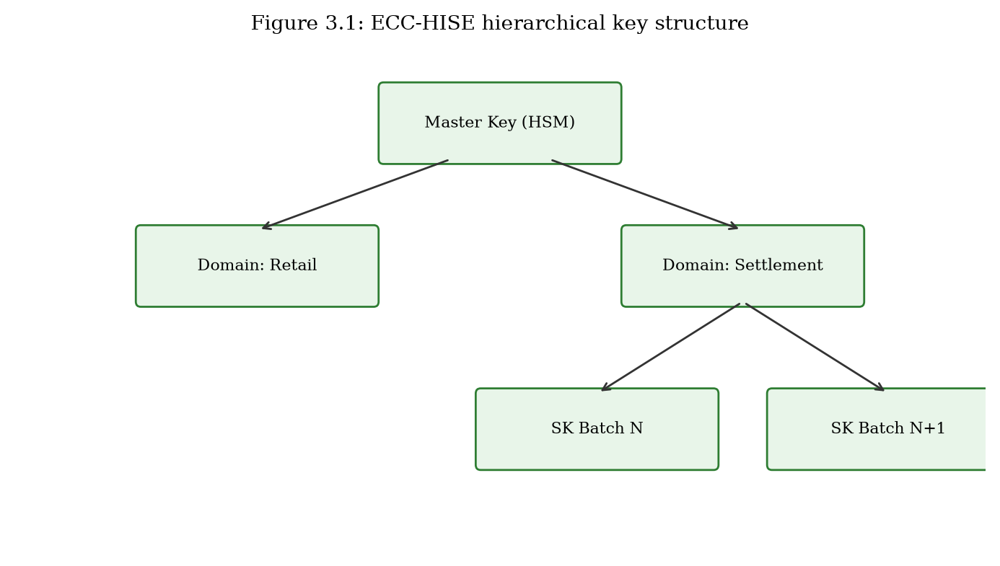 Figure 3.1: ECC-HISE hierarchical key structure
Master Key (HSM)
Domain: Retail
Domain: Settlement
SK Batch N
SK Batch N+1